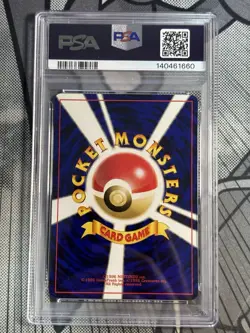 PSA
PSA
140461660
POCKET MONSTERS
CARD GAME